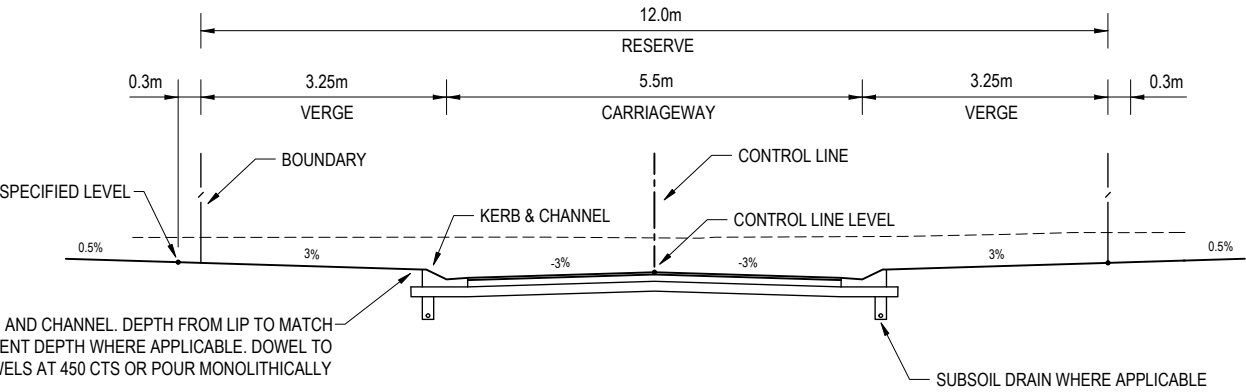 12.0m
RESERVE
0.3m 3.25m 5.5m 3.25m 0.3m
VERGE CARRIAGEWAY VERGE
BOUNDARY
CONTROL LINE
SPECIFIED LEVEL
KERB & CHANNEL
CONTROL LINE LEVEL
0.5% 3% -3% -3% 3% 0.5%
AND CHANNEL. DEPTH FROM LIP TO MATCH
ENT DEPTH WHERE APPLICABLE. DOWEL TO
WELS AT 450 CTS OR POUR MONOLITHICALLY
SUBSOIL DRAIN WHERE APPLICABLE